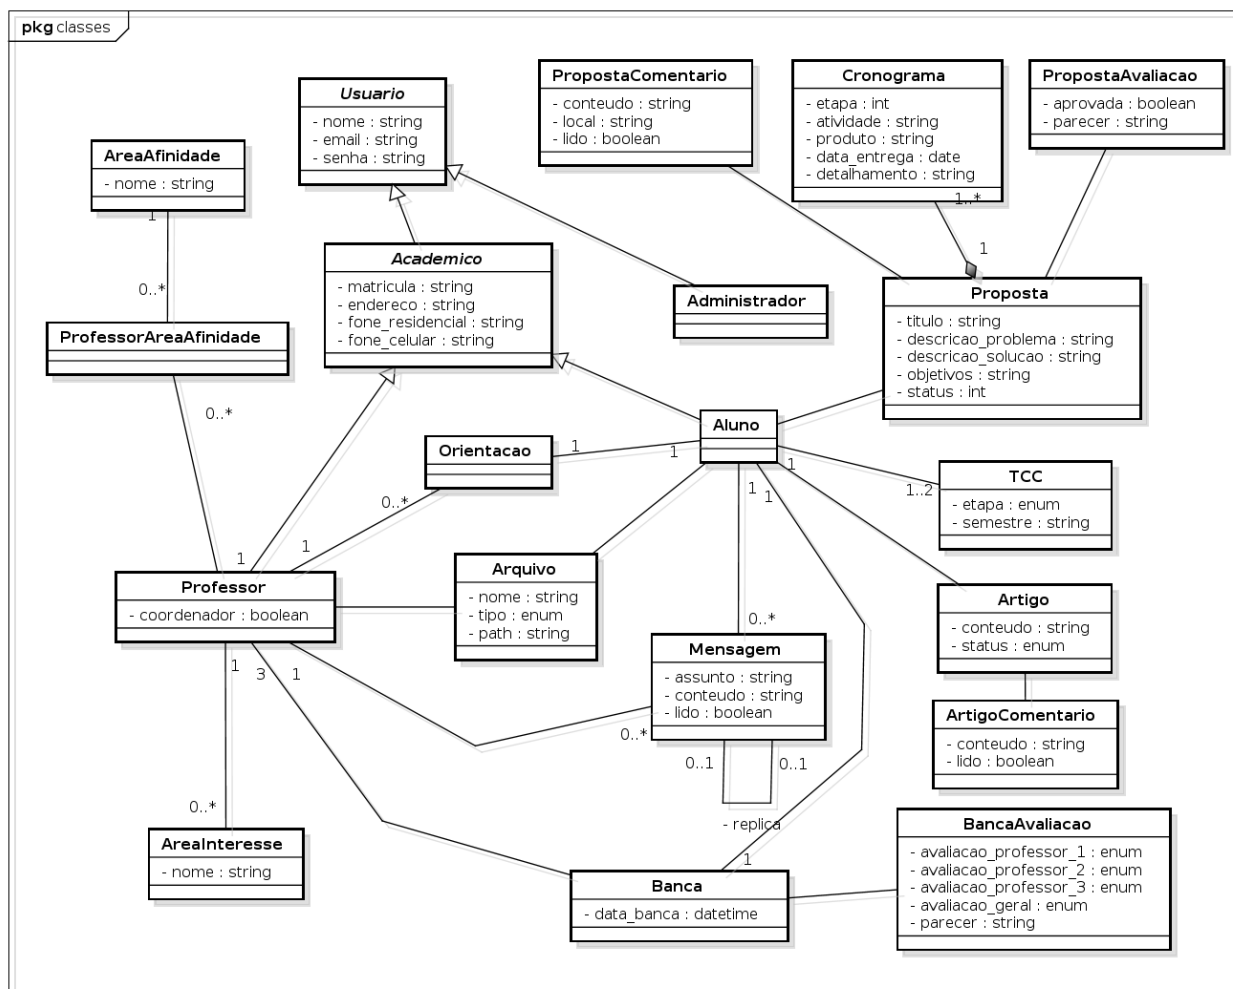 pkg classes
Usuario
- nome : string
- email : string
- senha : string
PropostaComentario
- conteudo : string
- local : string
- lido : boolean
Cronograma
- etapa : int
- atividade : string
- produto : string
- data_entrega : date
- detalhamento : string
PropostaAvaliacao
- aprovada : boolean
- parecer : string
AreaAfinidade
- nome : string
1
0..*
1..*
1
Academico
- matricula : string
- endereco : string
- fone_residencial : string
- fone_celular : string
Administrador
Proposta
- titulo : string
- descricao_problema : string
- descricao_solucao : string
- objetivos : string
- status : int
ProfessorAreaAfinidade
0..*
1
Orientacao
1
1
0..*
1
Aluno
1
1
1
1..2
TCC
- etapa : enum
- semestre : string
Professor
- coordenador : boolean
1
3
1
Arquivo
- nome : string
- tipo : enum
- path : string
Artigo
- conteudo : string
- status : enum
0..*
Mensagem
- assunto : string
- conteudo : string
- lido : boolean
0..*
0..1
0..1
- replica
ArtigoComentario
- conteudo : string
- lido : boolean
0..*
AreaInteresse
- nome : string
1
Banca
- data_banca : datetime
BancaAvaliacao
- avaliacao_professor_1 : enum
- avaliacao_professor_2 : enum
- avaliacao_professor_3 : enum
- avaliacao_geral : enum
- parecer : string